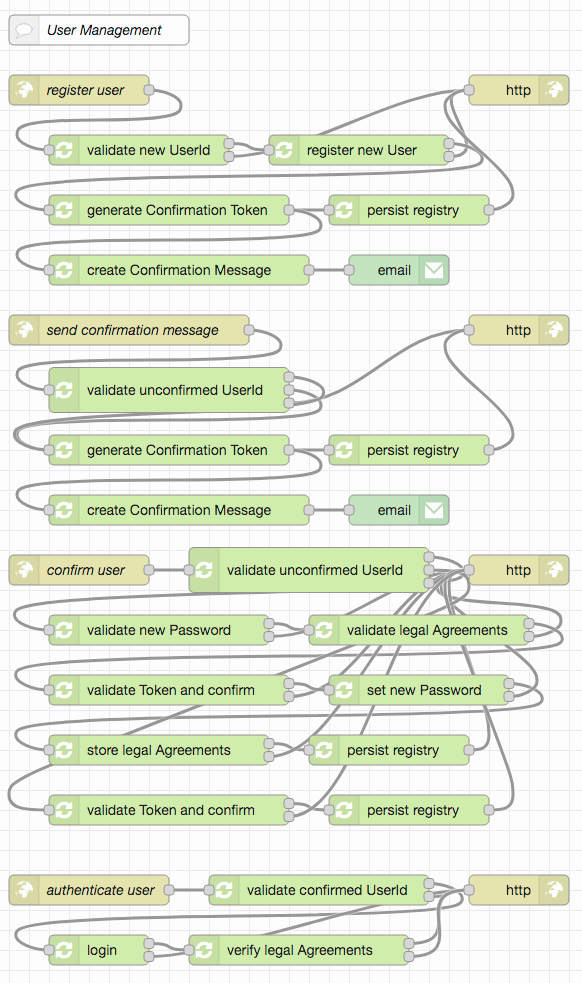 User Management
register user
http
validate new UserId
register new User
generate Confirmation Token
persist registry
create Confirmation Message
email
send confirmation message
http
validate unconfirmed UserId
generate Confirmation Token
persist registry
create Confirmation Message
email
confirm user
validate unconfirmed UserId
http
validate new Password
validate legal Agreements
validate Token and confirm
set new Password
store legal Agreements
persist registry
validate Token and confirm
persist registry
authenticate user
validate confirmed UserId
http
login
verify legal Agreements